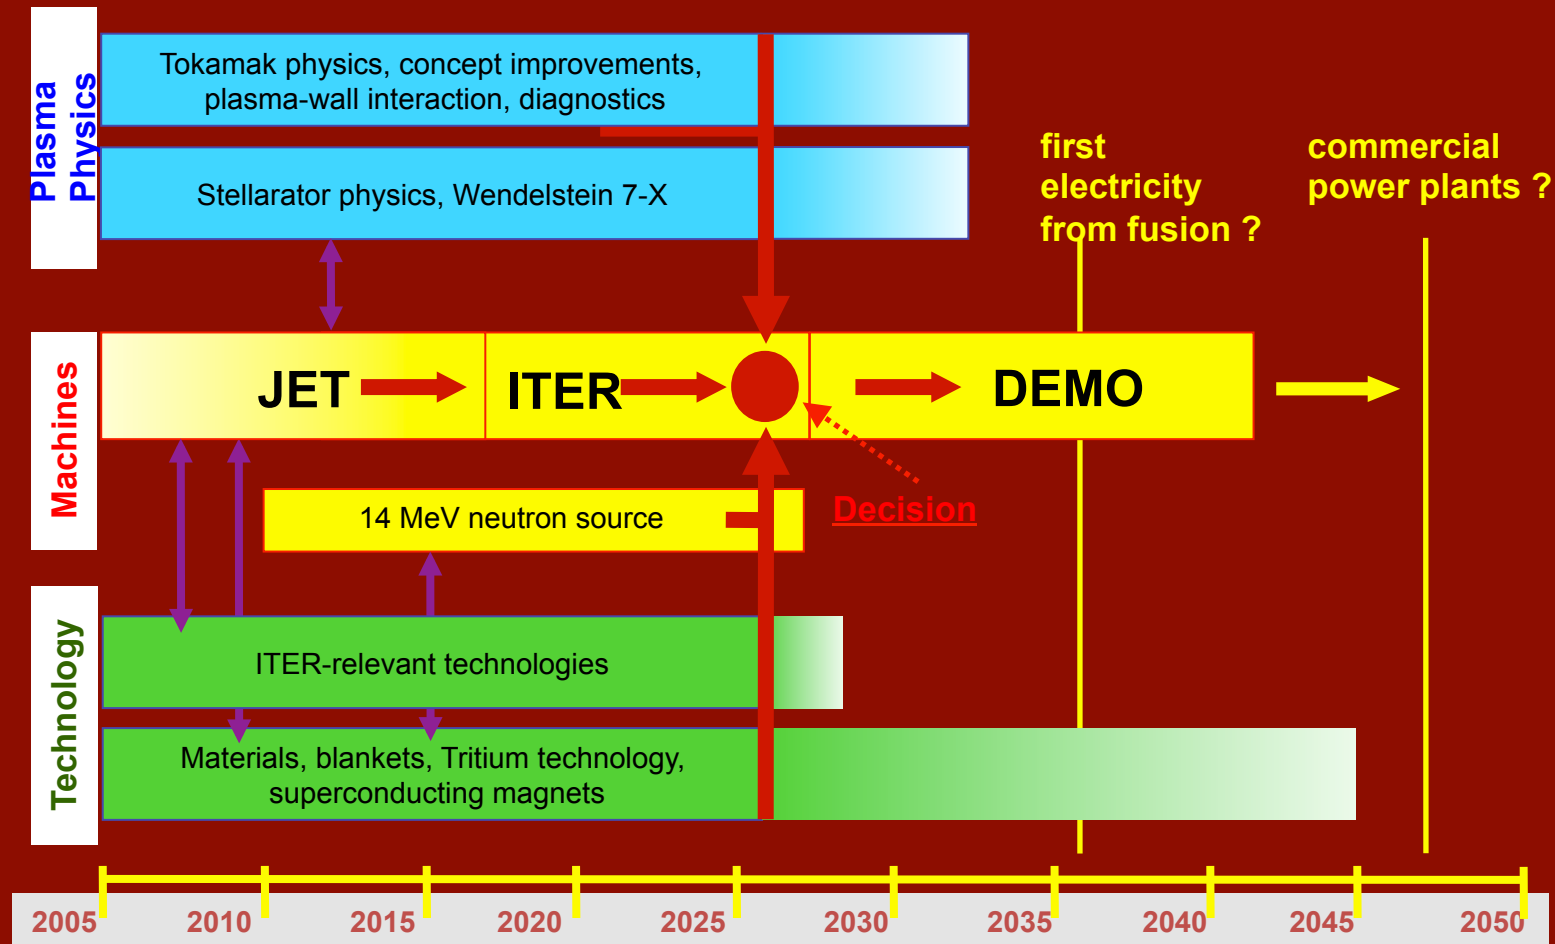 Plasma
Physics
Tokamak physics, concept improvements,
plasma-wall interaction, diagnostics
Stellarator physics, Wendelstein 7-X
first
electricity
from fusion ?
commercial
power plants ?
Machines
JET
ITER
DEMO
14 MeV neutron source
Decision
Technology
ITER-relevant technologies
Materials, blankets, Tritium technology,
superconducting magnets
2005 2010 2015 2020 2025 2030 2035 2040 2045 2050